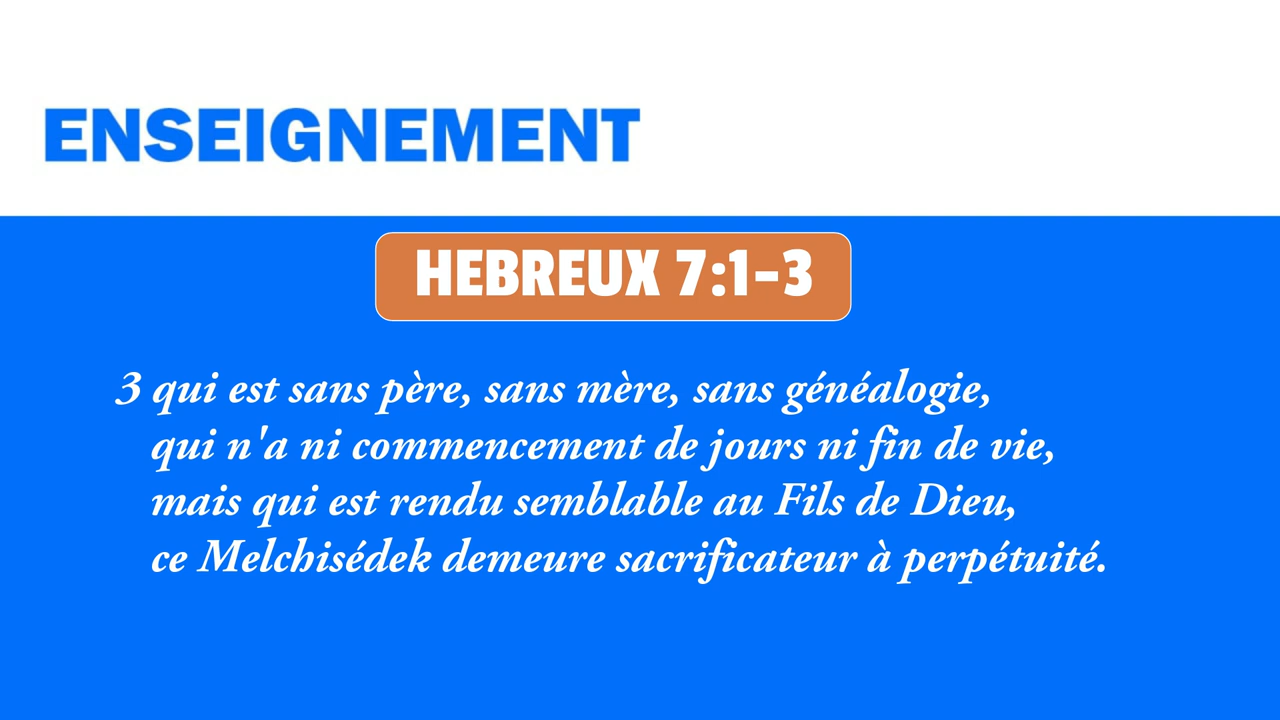 ENSEIGNEMENT
HEBREUX 7:1-3
3 qui est sans père, sans mère, sans généalogie,
qui n'a ni commencement de jours ni fin de vie,
mais qui est rendu semblable au Fils de Dieu,
ce Melchisédek demeure sacrificateur à perpétuité.